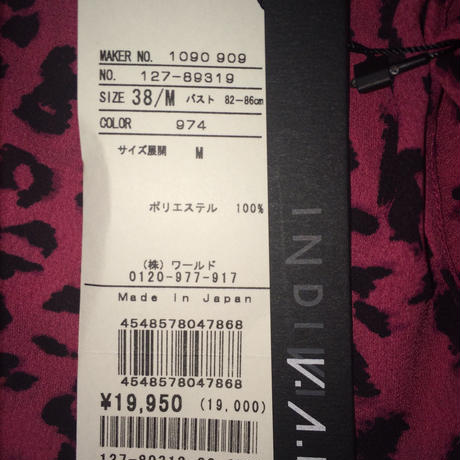 MAKER NO. 1090 909
NO. 127-89319
SIZE 38/M バスト 82-86cm
COLOR 974
サイズ展開 M
ポリエステル 100%
(株) ワールド
0120-977-917
Made in Japan
4548578047868
4548578047868
¥19,950 (19,000)
INDI
V.A.